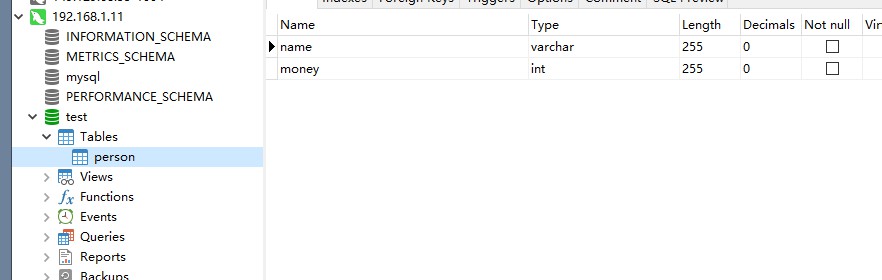 192.168.1.11
INFORMATION_SCHEMA
METRICS_SCHEMA
mysql
PERFORMANCE_SCHEMA
test
Tables
person
Views
Functions
Events
Queries
Reports
Backups
Indexes Foreign Keys Triggers Options Comment SQL Preview
Name Type Length Decimals Not null Vir
name varchar 255 0
money int 255 0